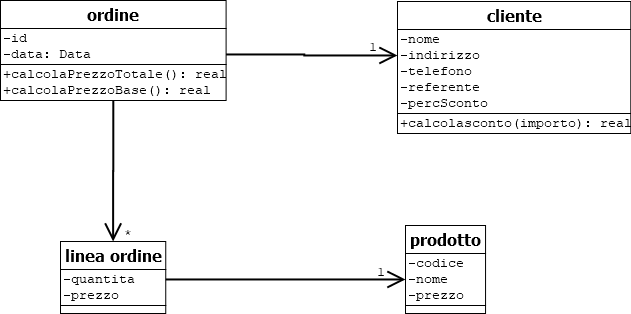 ordine
-id
-data: Data
+calcolaPrezzoTotale(): real
+calcolaPrezzoBase(): real
1
cliente
-nome
-indirizzo
-telefono
-referente
-percSconto
+calcolasconto(importo): real
*
linea ordine
-quantita
-prezzo
1
prodotto
-codice
-nome
-prezzo